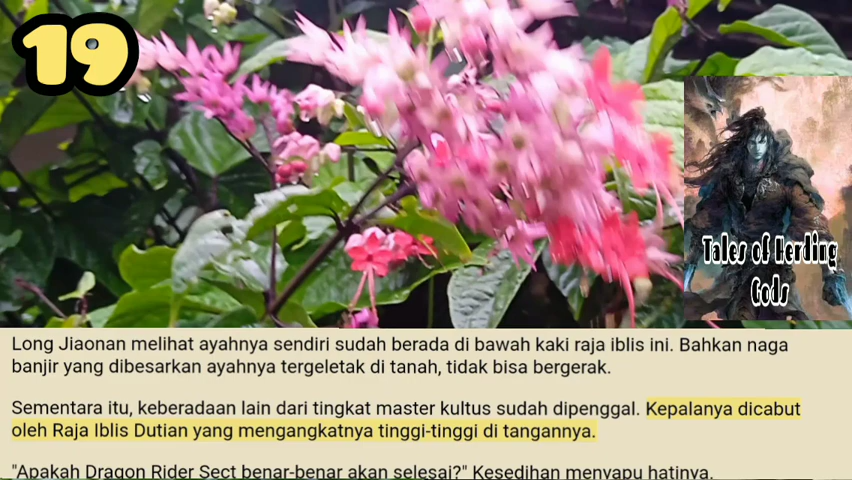 19
Tales of Herding
Gods
Long Jiaonan melihat ayahnya sendiri sudah berada di bawah kaki raja iblis ini. Bahkan naga
banjir yang dibesarkan ayahnya tergeletak di tanah, tidak bisa bergerak.
Sementara itu, keberadaan lain dari tingkat master kultus sudah dipenggal. Kepalanya dicabut
oleh Raja Iblis Dutian yang mengangkatnya tinggi-tinggi di tangannya.
"Apakah Dragon Rider Sect benar-benar akan selesai?" Kesedihan menyapu hatinya.